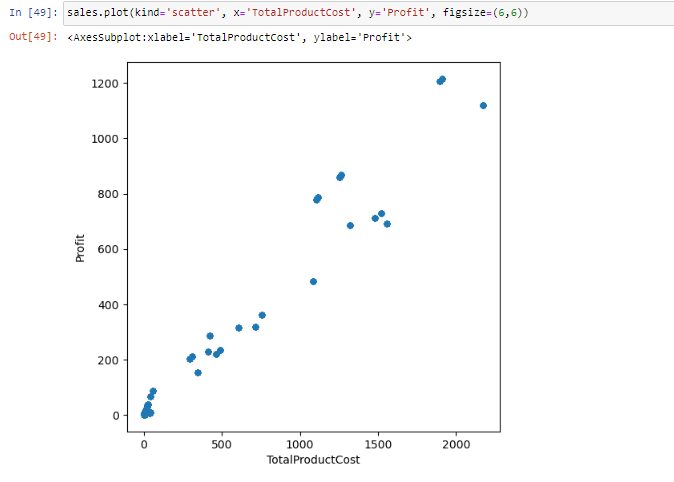 In [49]: sales.plot(kind='scatter', x='TotalProductCost', y='Profit', figsize=(6,6))
Out[49]: <AxesSubplot:xlabel='TotalProductCost', ylabel='Profit'>
1200
1000
800
600
400
200
0
Profit
0 500 1000 1500 2000
TotalProductCost